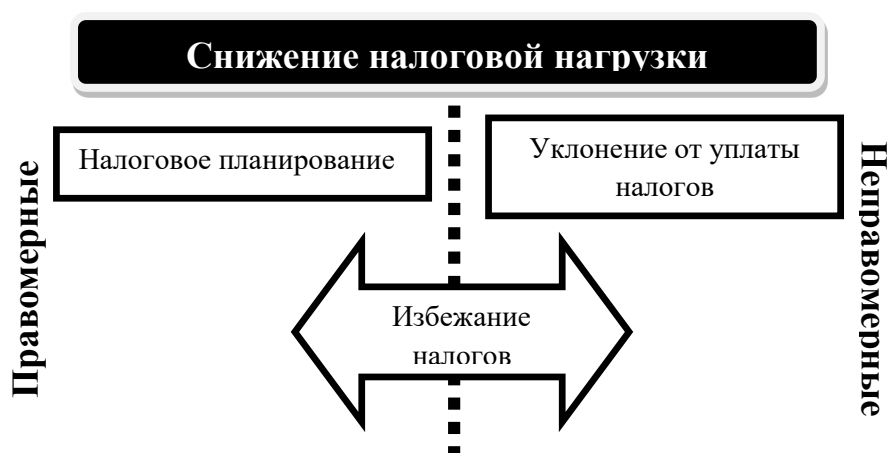 Снижение налоговой нагрузки
Правомерные
Налоговое планирование
Уклонение от уплаты
налогов
Неправомерные
Избежание
налогов